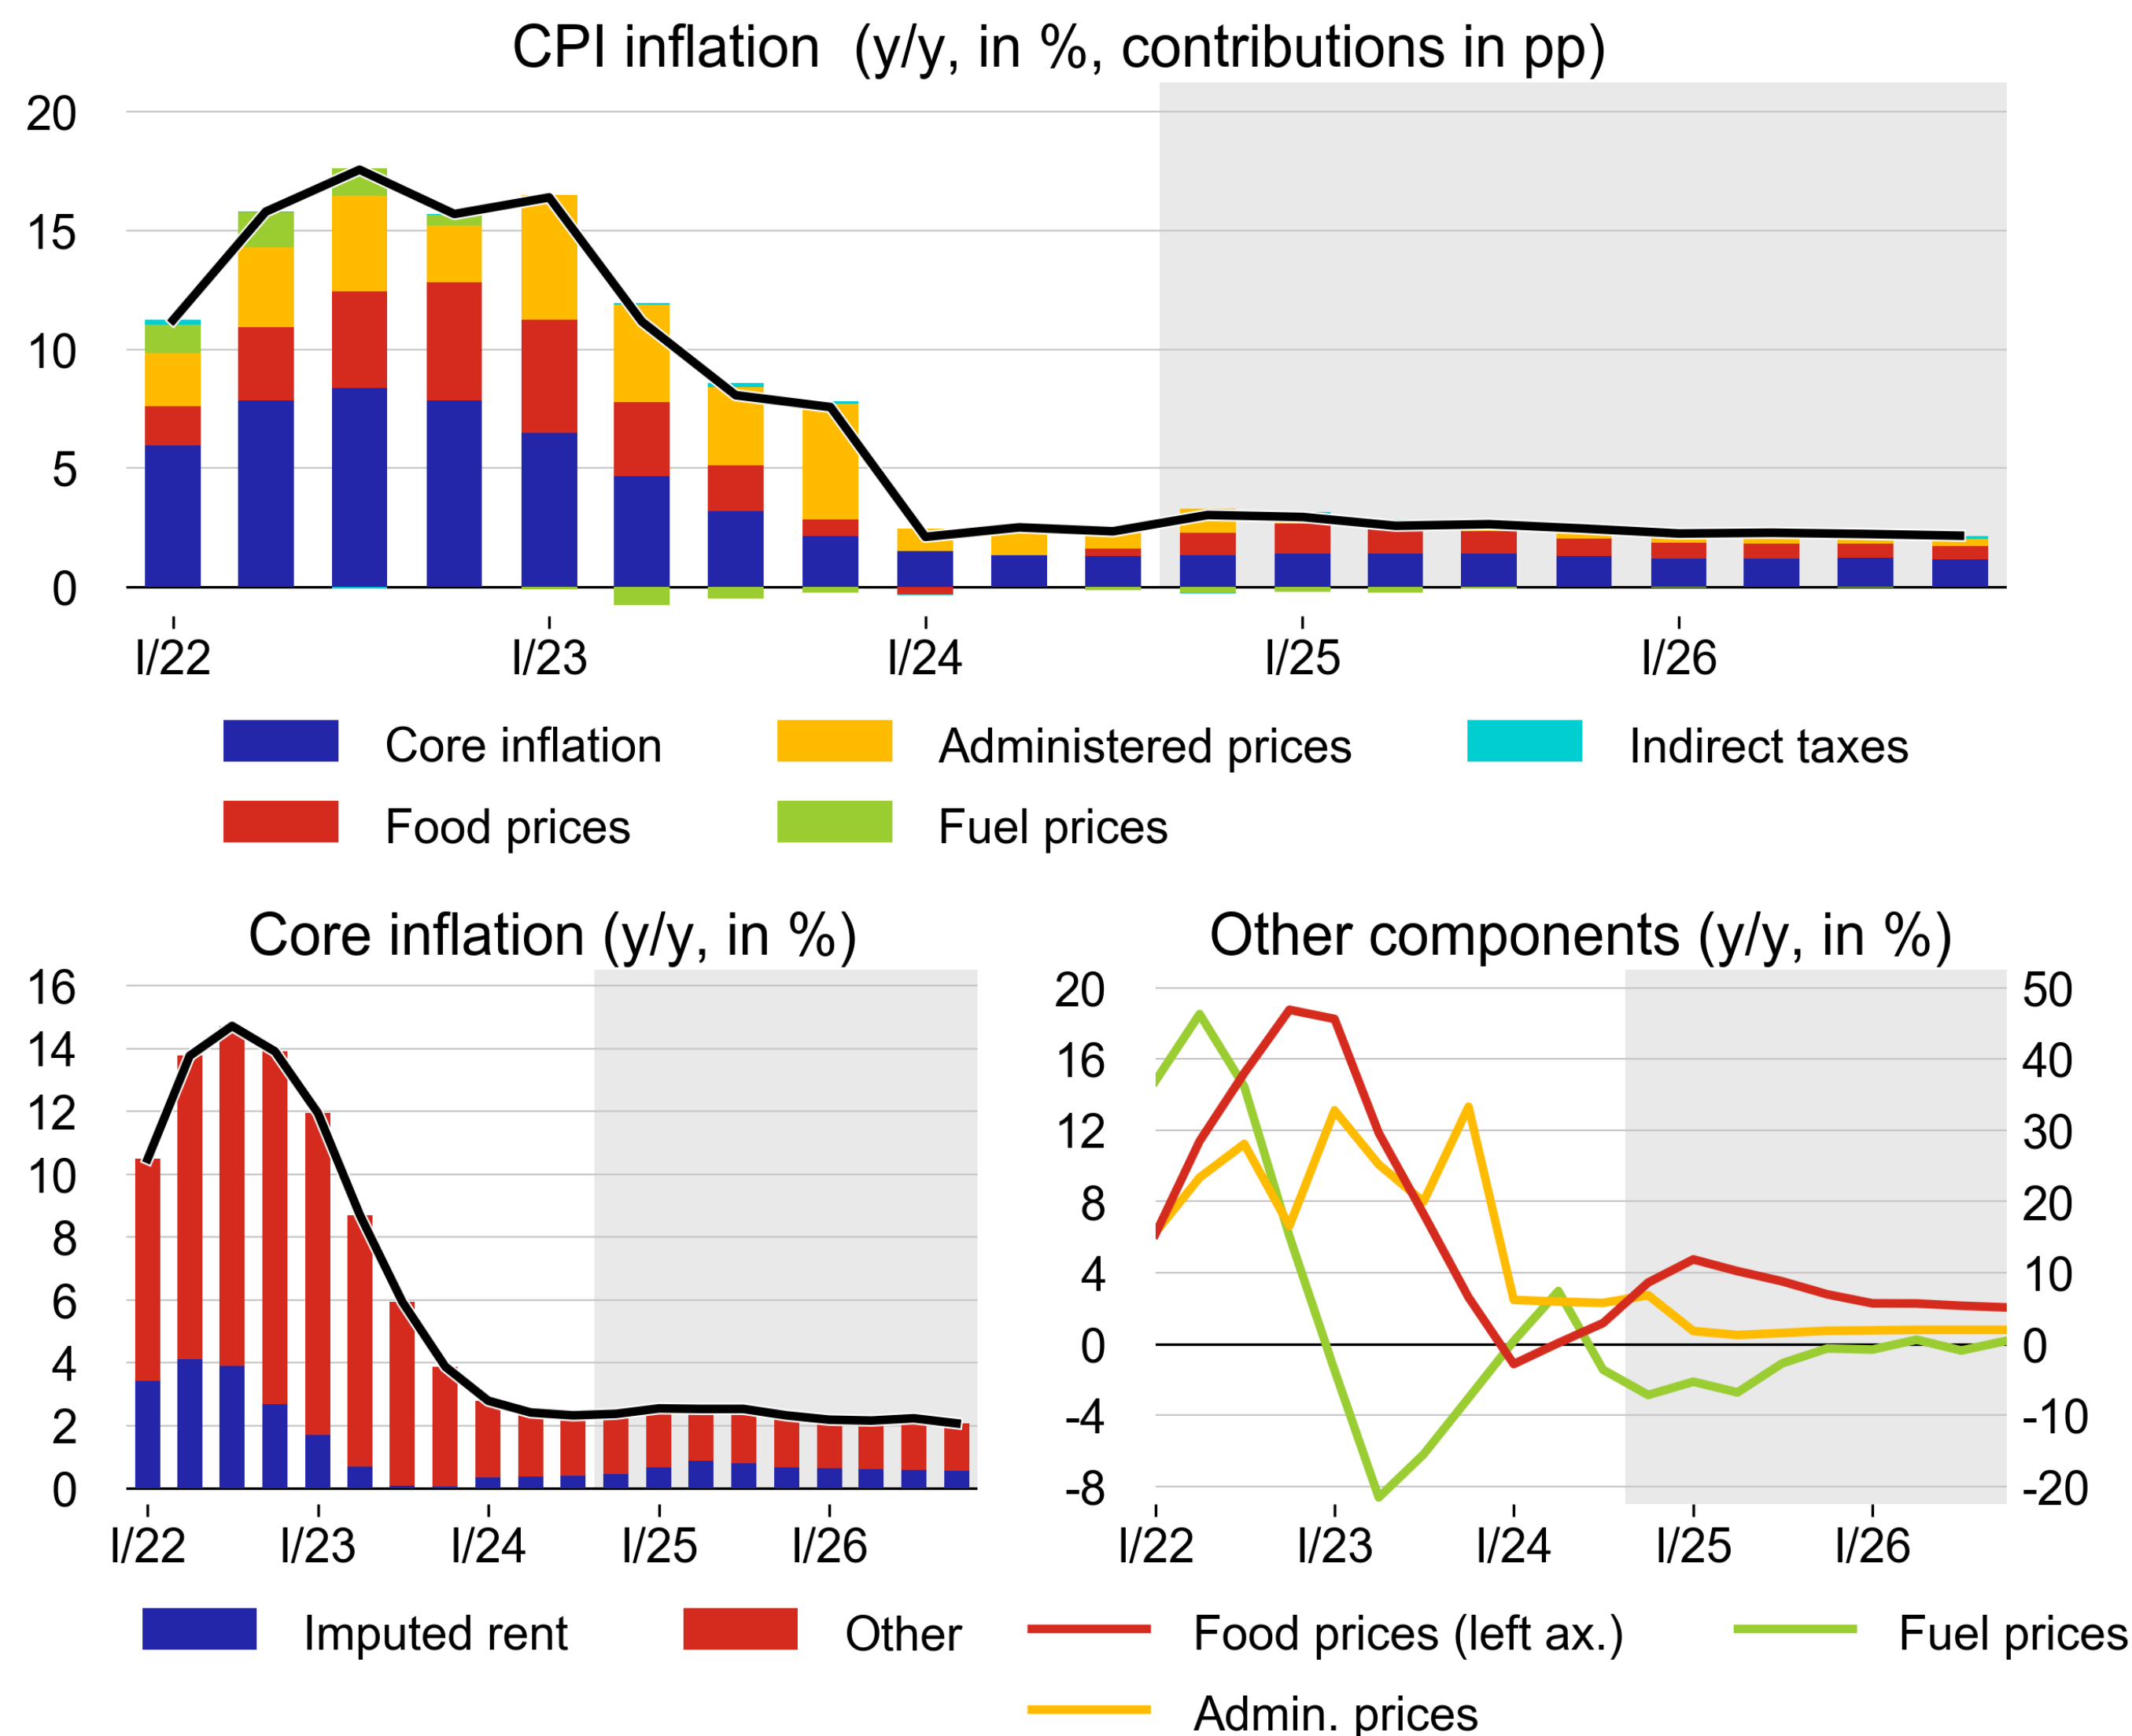 CPI inflation (y/y, in %, contributions in pp)
20
15
10
5
0
I/22 I/23 I/24 I/25 I/26
Core inflation Administered prices Indirect taxes
Food prices Fuel prices
Core inflation (y/y, in %)
16
14
12
10
8
6
4
2
0
I/22 I/23 I/24 I/25 I/26
Imputed rent Other
Other components (y/y, in %)
20 50
16 40
12 30
8 20
4 10
0 0
-4 -10
-8 -20
I/22 I/23 I/24 I/25 I/26
Food prices (left ax.) Fuel prices
Admin. prices